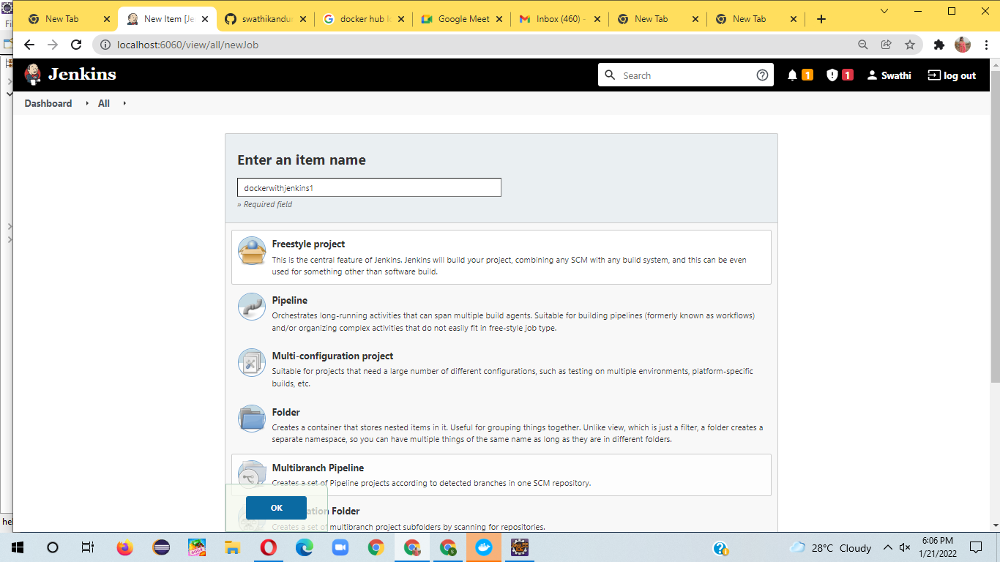 New Tab
New Item [Je
swathikandu
docker hub lo
Google Meet
Inbox (460) -
New Tab
New Tab
localhost:6060/view/all/newJob
Jenkins
Search
1
1
Swathi
log out
Dashboard
All
Enter an item name
dockerwithjenkins1
» Required field
Freestyle project
This is the central feature of Jenkins. Jenkins will build your project, combining any SCM with any build system, and this can be even
used for something other than software build.
Pipeline
Orchestrates long-running activities that can span multiple build agents. Suitable for building pipelines (formerly known as workflows)
and/or organizing complex activities that do not easily fit in free-style job type.
Multi-configuration project
Suitable for projects that need a large number of different configurations, such as testing on multiple environments, platform-specific
builds, etc.
Folder
Creates a container that stores nested items in it. Useful for grouping things together. Unlike view, which is just a filter, a folder creates a
separate namespace, so you can have multiple things of the same name as long as they are in different folders.
Multibranch Pipeline
Creates a set of Pipeline projects according to detected branches in one SCM repository.
OK
Folder
Creates a set of multibranch project subfolders by scanning for repositories.
28°C Cloudy
6:06 PM
1/21/2022